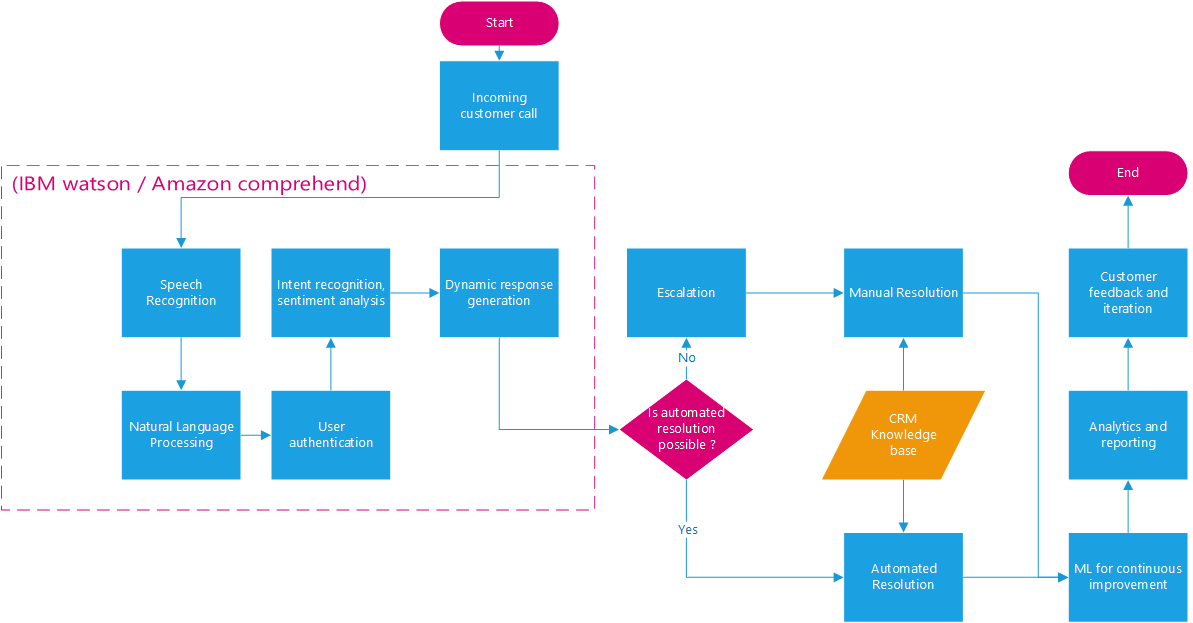 Start
Incoming
customer call
(IBM watson / Amazon comprehend)
Speech
Recognition
Natural Language
Processing
User
authentication
Intent recognition,
sentiment analysis
Dynamic response
generation
Is automated
resolution
possible ?
No
Escalation
Manual Resolution
CRM
Knowledge
base
Yes
Automated
Resolution
ML for continuous
improvement
Analytics and
reporting
Customer
feedback and
iteration
End